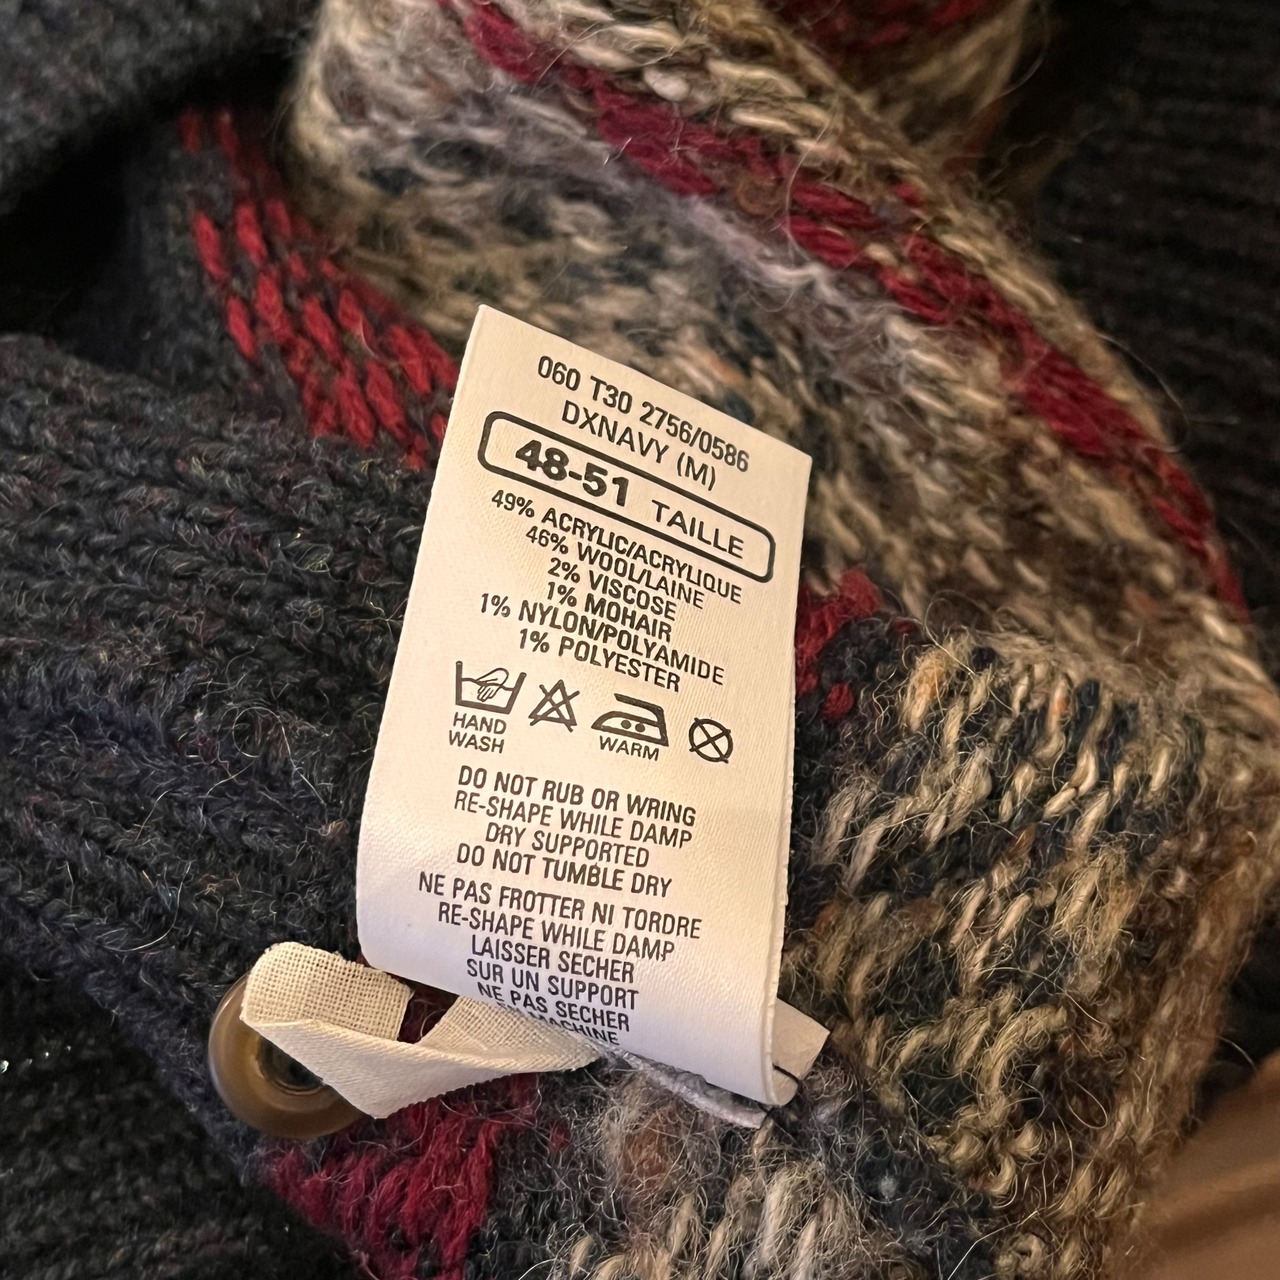 060 T30 2756/0586
DXNAVY (M)
48-51 TAILLE
49% ACRYLIC/ACRYLIQUE
46% WOOL/LAINE
2% VISCOSE
1% MOHAIR
1% NYLON/POLYAMIDE
1% POLYESTER
HAND
WASH
WARM
DO NOT RUB OR WRING
RE-SHAPE WHILE DAMP
DRY SUPPORTED
DO NOT TUMBLE DRY
NE PAS FROTTER NI TORDRE
RE-SHAPE WHILE DAMP
LAISSER SECHER
SUR UN SUPPORT
NE PAS SECHER
EN MACHINE